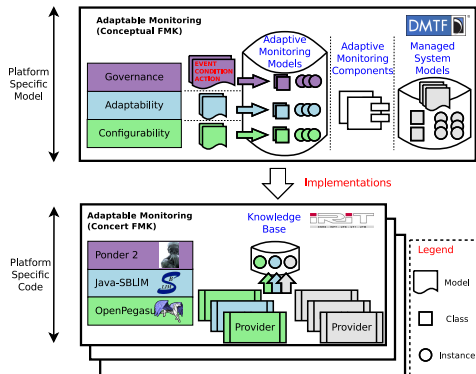 Adaptable Monitoring
(Conceptual FMK)
DMTF
Platform
Specific
Model
EVENT
CONDITION
ACTION
Adaptive
Monitoring
Models
Adaptive
Monitoring
Components
Managed
System
Models
Governance
Adaptability
Configurability
Implementations
Platform
Specific
Code
Adaptable Monitoring
(Concert FMK)
Knowledge
Base
IRIT
Ponder 2
Java-SBLIM
OpenPegasu
Provider
Provider
Legend
Model
Class
Instance